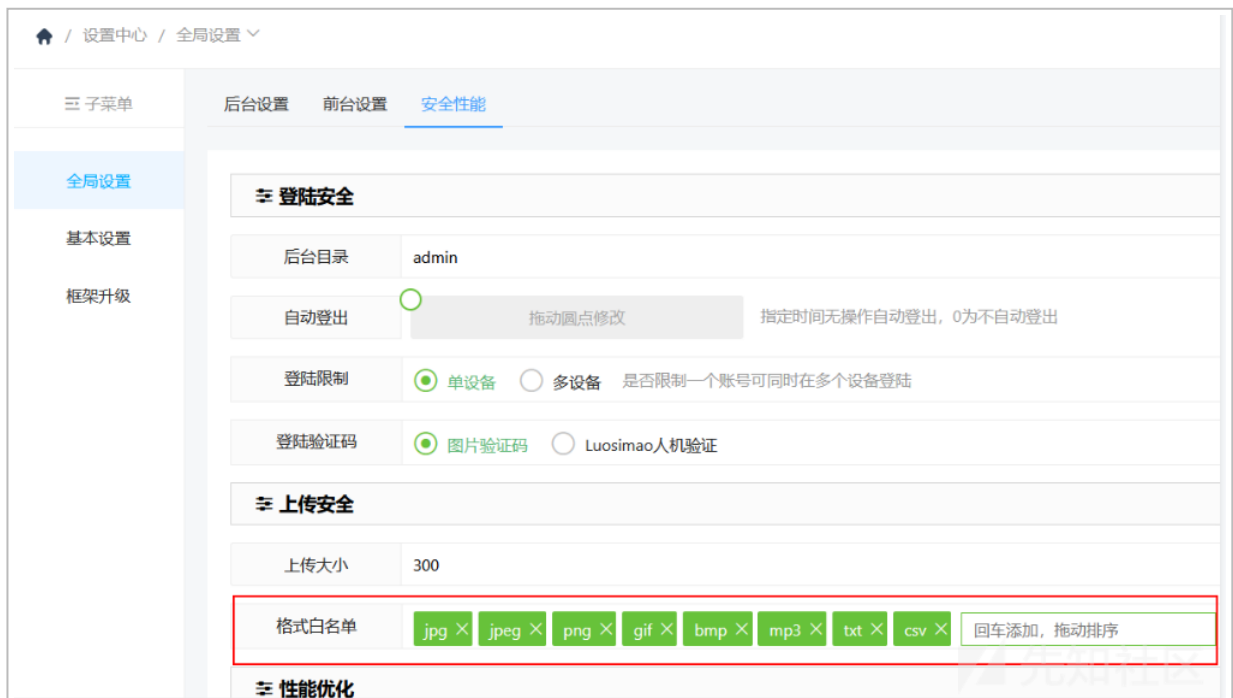 / 设置中心 / 全局设置
子菜单
后台设置 前台设置 安全性能
全局设置
基本设置
框架升级
登陆安全
后台目录 admin
自动登出 拖动圆点修改 指定时间无操作自动登出，0为不自动登出
登陆限制 单设备 多设备 是否限制一个账号可同时在多个设备登陆
登陆验证码 图片验证码 Luosimao人机验证
上传安全
上传大小 300
格式白名单 jpg × jpeg × png × gif × bmp × mp3 × txt × csv × 回车添加，拖动排序
先知社区
性能优化